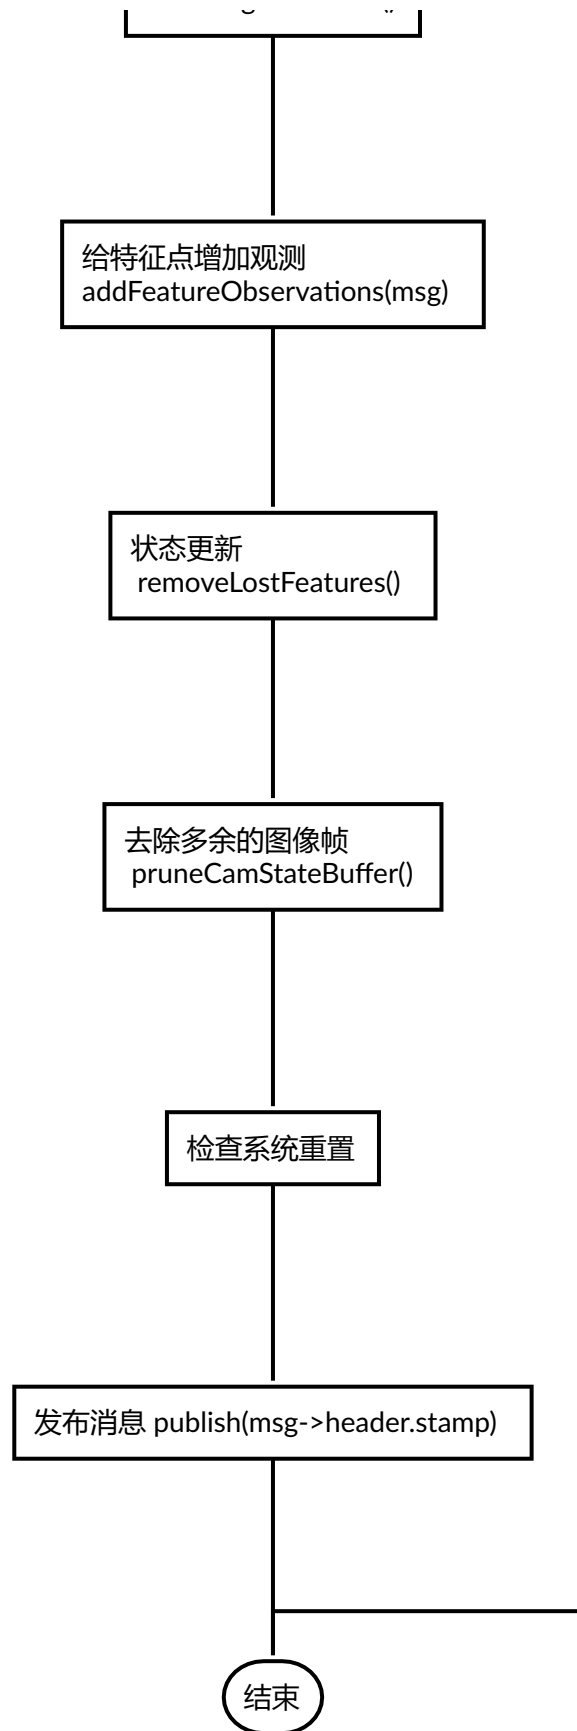 给特征点增加观测
addFeatureObservations(msg)
状态更新
removeLostFeatures()
去除多余的图像帧
pruneCamStateBuffer()
检查系统重置
发布消息 publish(msg->header.stamp)
结束